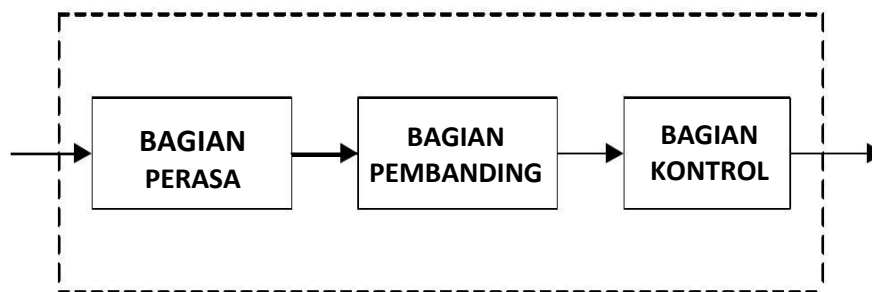 BAGIAN
PERASA
BAGIAN
PEMBANDING
BAGIAN
KONTROL